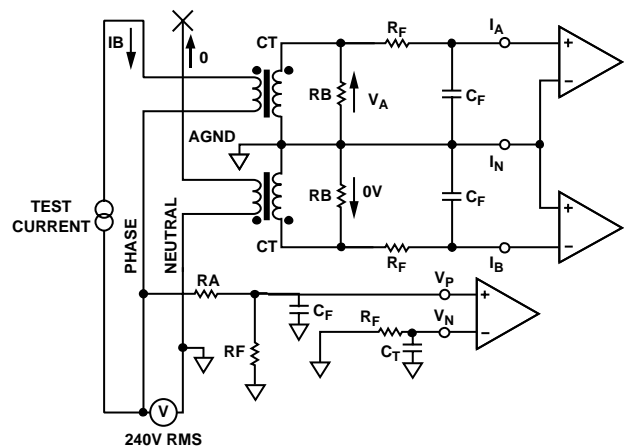 IB
0
CT
RF
IA
+
−
RB
VA
CF
AGND
IN
TEST
CURRENT
PHASE
NEUTRAL
RB
0V
CF
+
−
CT
RF
IB
RA
VP
CF
RF
VN
+
−
RF
CT
V
240V RMS